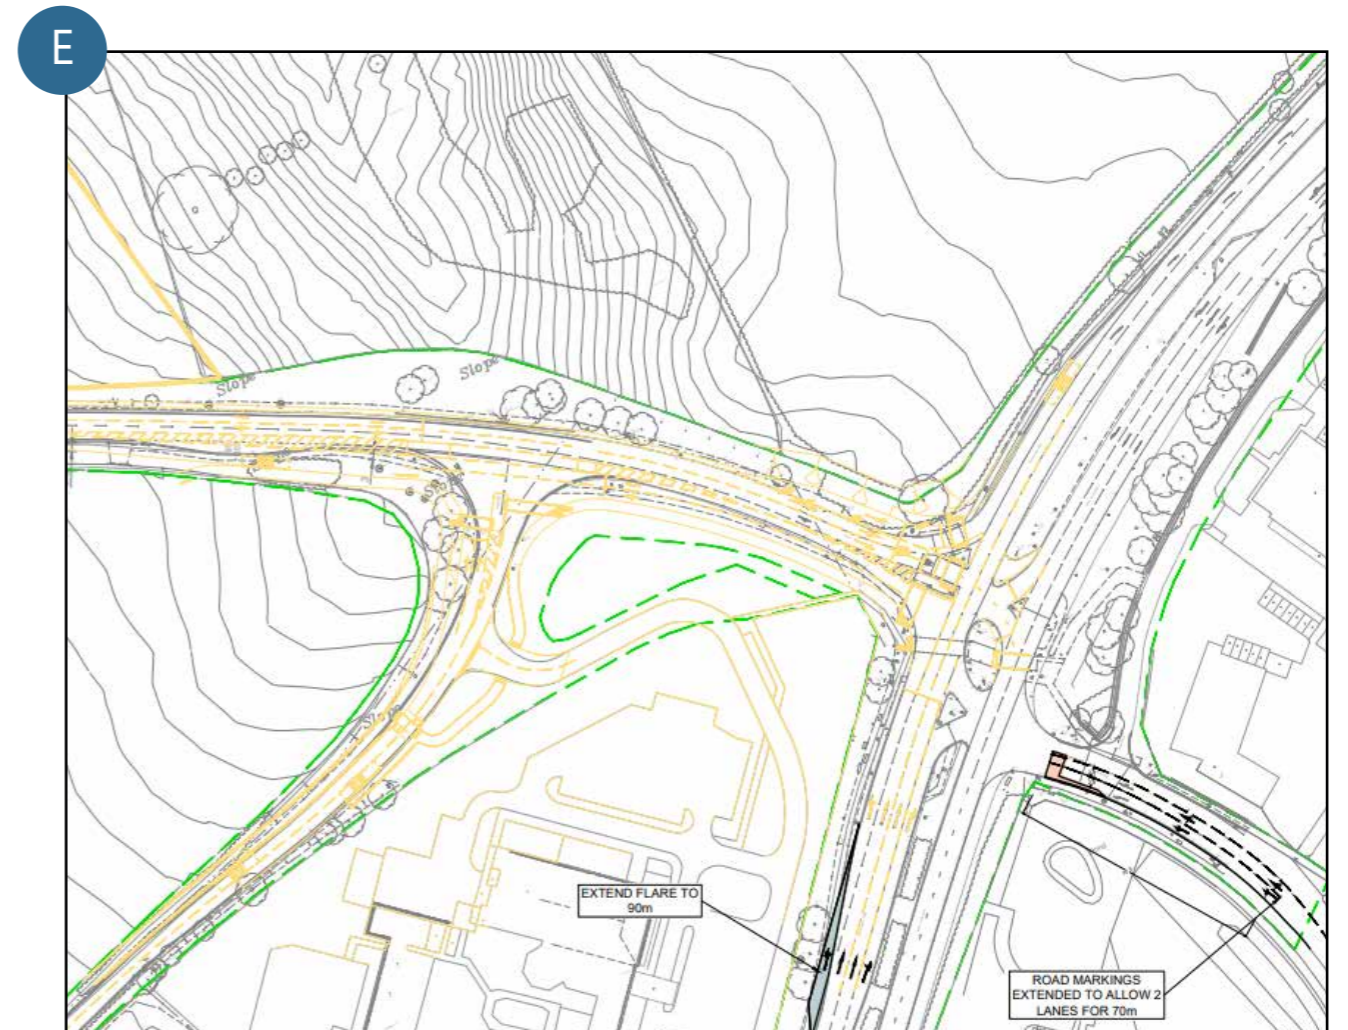 E
Slope
Slope
Slope
EXTEND FLARE TO
90m
ROAD MARKINGS
EXTENDED TO ALLOW 2
LANES FOR 70m